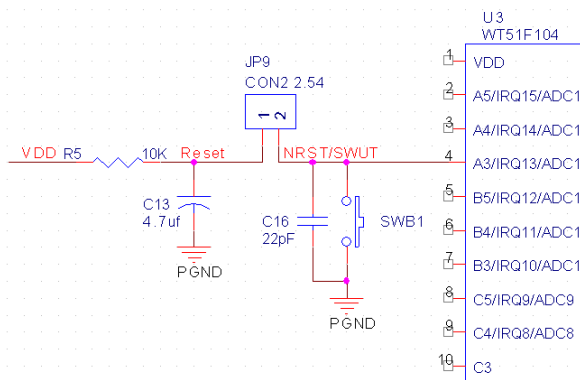 U3
WT51F104
JP9
CON2 2.54
1
2
VDD R5 10K Reset
NRST/SWUT
C13
4.7uf
PGND
C16
22pF
SWB1
PGND
1 VDD
2 A5/IRQ15/ADC1
3 A4/IRQ14/ADC1
4 A3/IRQ13/ADC1
5 B5/IRQ12/ADC1
6 B4/IRQ11/ADC1
7 B3/IRQ10/ADC1
8 C5/IRQ9/ADC9
9 C4/IRQ8/ADC8
10 C3